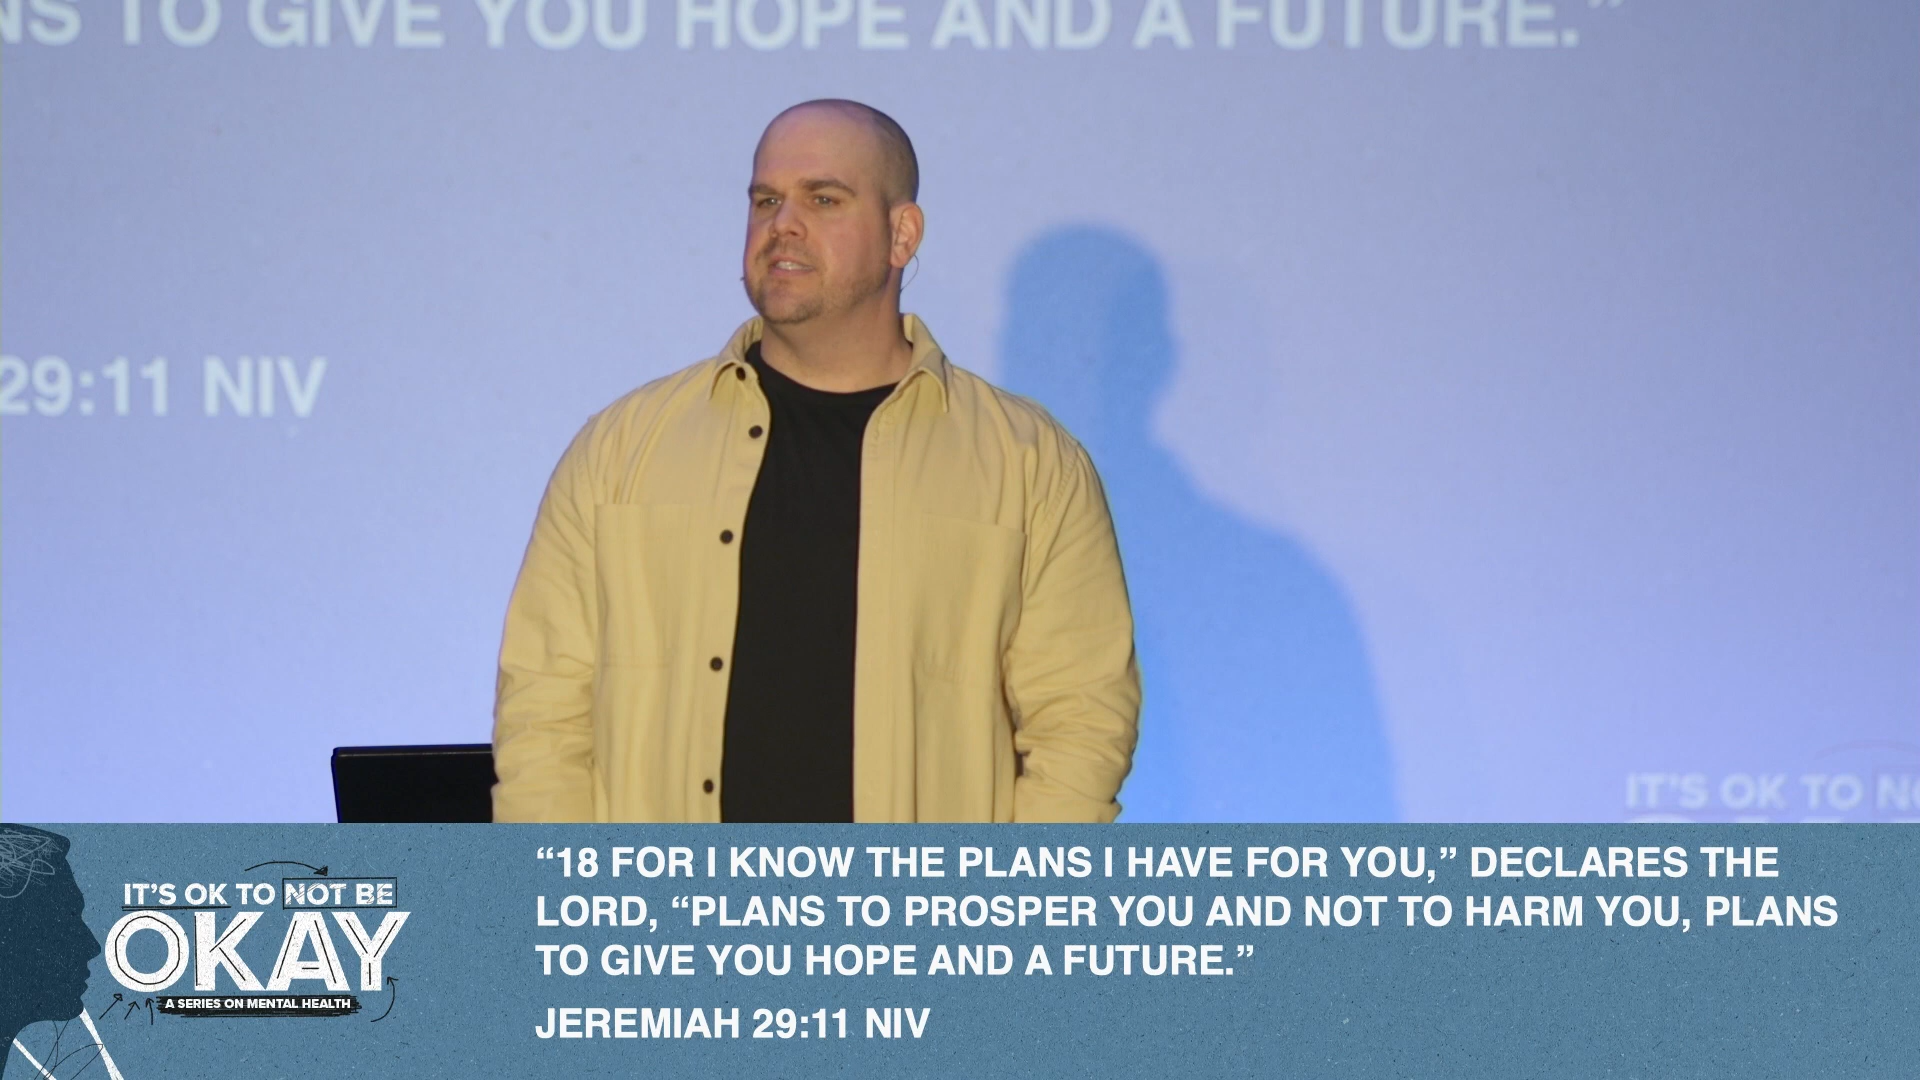 NS TO GIVE YOU HOPE AND A FUTURE.”
29:11 NIV
IT'S OK TO NO
IT'S OK TO NOT BE
OKAY
A SERIES ON MENTAL HEALTH
“18 FOR I KNOW THE PLANS I HAVE FOR YOU,” DECLARES THE
LORD, “PLANS TO PROSPER YOU AND NOT TO HARM YOU, PLANS
TO GIVE YOU HOPE AND A FUTURE.”
JEREMIAH 29:11 NIV